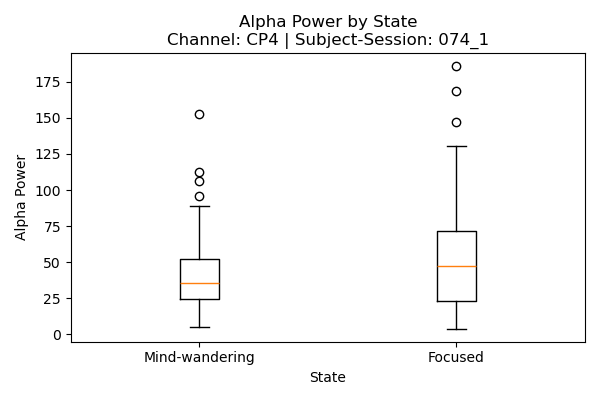 Alpha Power by State
Channel: CP4 | Subject-Session: 074_1
175
150
125
100
75
50
25
0
Alpha Power
Mind-wandering
Focused
State